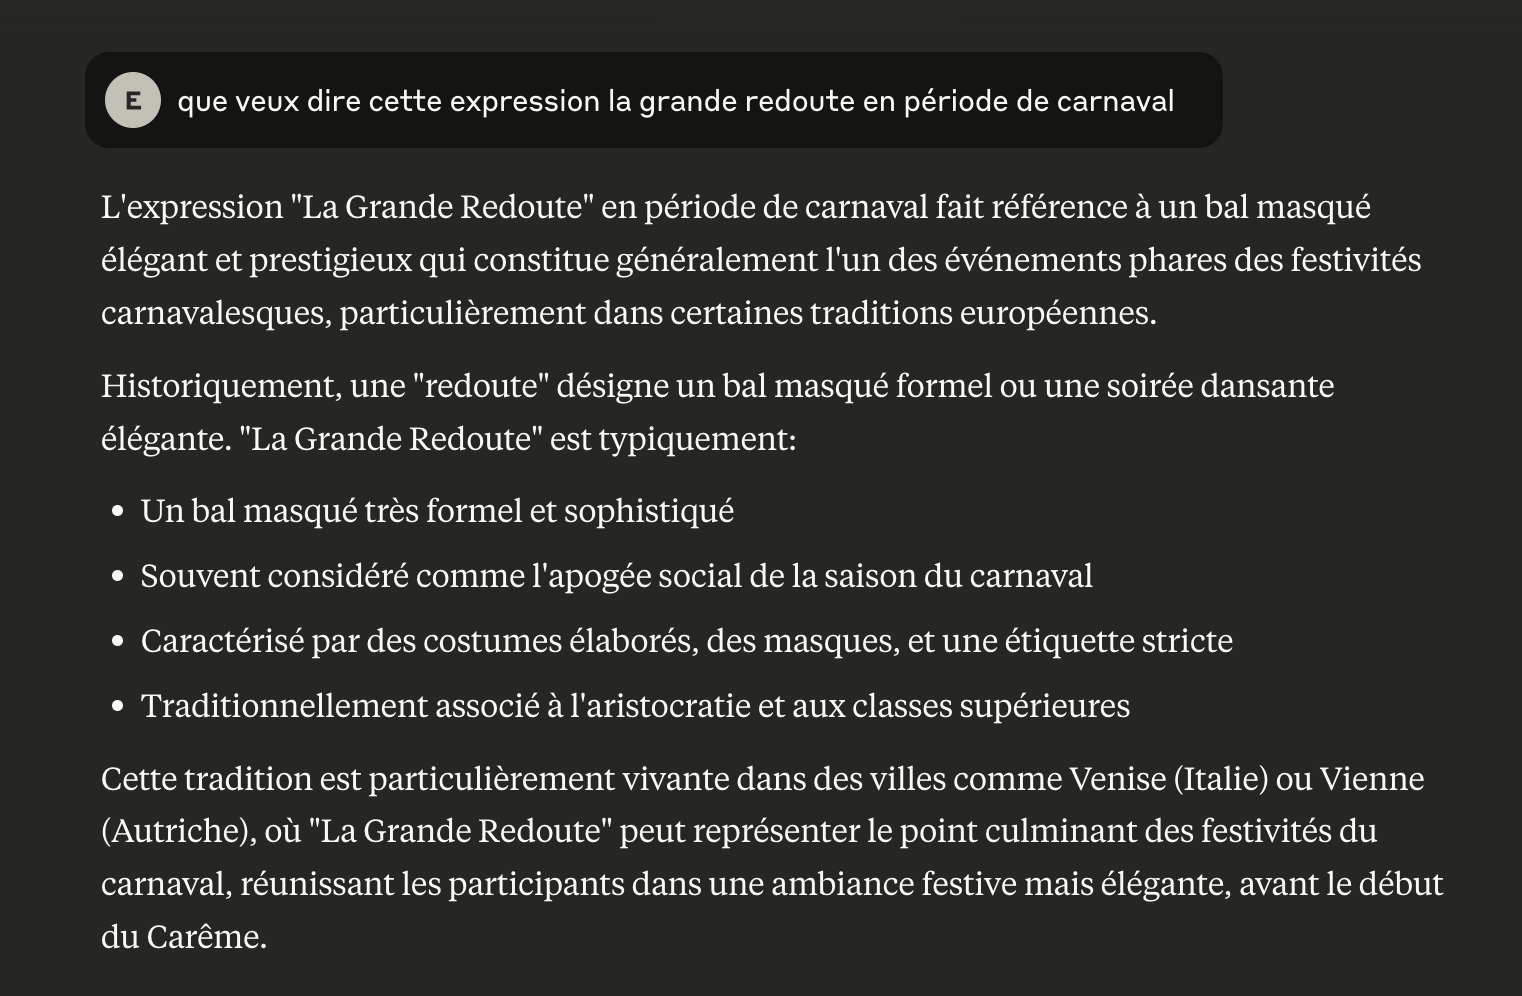 E
que veux dire cette expression la grande redoute en période de carnaval
L'expression "La Grande Redoute" en période de carnaval fait référence à un bal masqué
élégant et prestigieux qui constitue généralement l'un des événements phares des festivités
carnavalesques, particulièrement dans certaines traditions européennes.
Historiquement, une "redoute" désigne un bal masqué formel ou une soirée dansante
élégante. "La Grande Redoute" est typiquement:
• Un bal masqué très formel et sophistiqué
• Souvent considéré comme l'apogée social de la saison du carnaval
• Caractérisé par des costumes élaborés, des masques, et une étiquette stricte
• Traditionnellement associé à l'aristocratie et aux classes supérieures
Cette tradition est particulièrement vivante dans des villes comme Venise (Italie) ou Vienne
(Autriche), où "La Grande Redoute" peut représenter le point culminant des festivités du
carnaval, réunissant les participants dans une ambiance festive mais élégante, avant le début
du Carême.